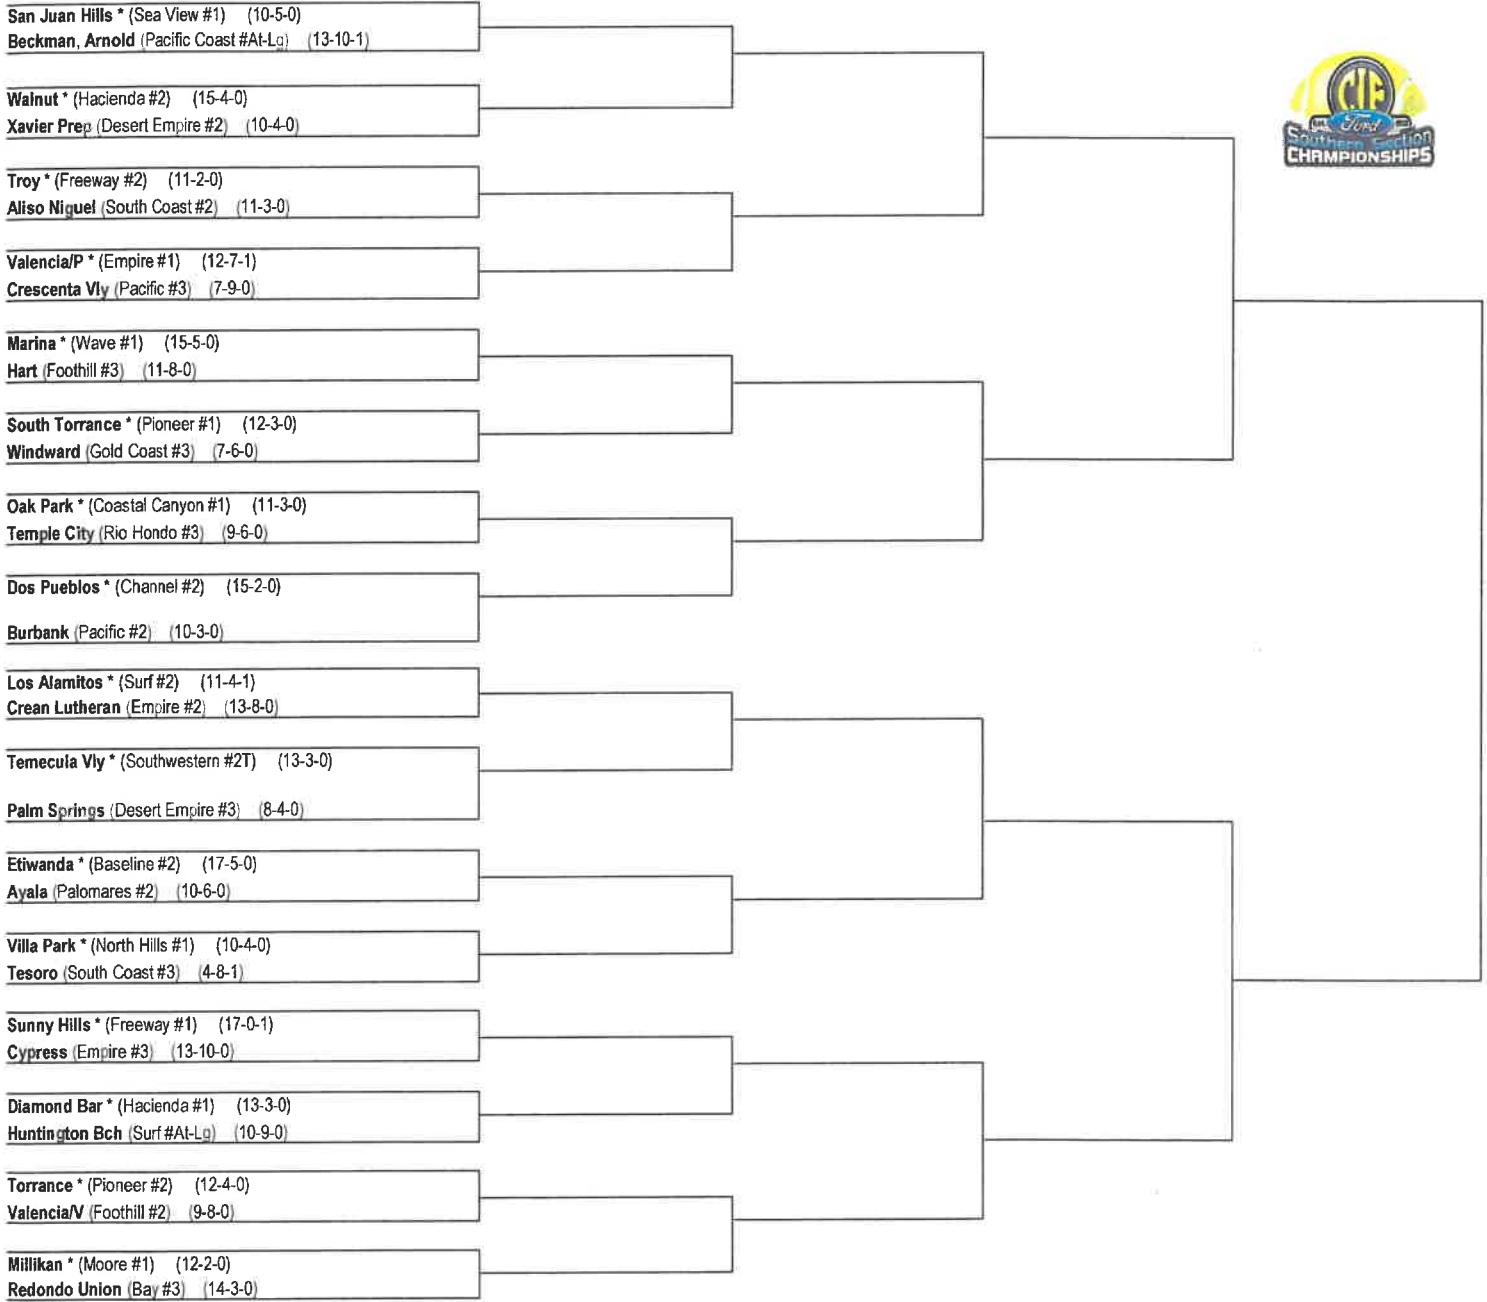 San Juan Hills * (Sea View #1) (10-5-0)
Beckman, Arnold (Pacific Coast #At-Lg) (13-10-1)
Walnut * (Hacienda #2) (15-4-0)
Xavier Prep (Desert Empire #2) (10-4-0)
Troy * (Freeway #2) (11-2-0)
Aliso Niguel (South Coast #2) (11-3-0)
Valencia/P * (Empire #1) (12-7-1)
Crescenta Vly (Pacific #3) (7-9-0)
Marina * (Wave #1) (15-5-0)
Hart (Foothill #3) (11-8-0)
South Torrance * (Pioneer #1) (12-3-0)
Windward (Gold Coast #3) (7-6-0)
Oak Park * (Coastal Canyon #1) (11-3-0)
Temple City (Rio Hondo #3) (9-6-0)
Dos Pueblos * (Channel #2) (15-2-0)
Burbank (Pacific #2) (10-3-0)
Los Alamitos * (Surf #2) (11-4-1)
Crean Lutheran (Empire #2) (13-8-0)
Temecula Vly * (Southwestern #2T) (13-3-0)
Palm Springs (Desert Empire #3) (8-4-0)
Etiwanda * (Baseline #2) (17-5-0)
Ayala (Palomares #2) (10-6-0)
Villa Park * (North Hills #1) (10-4-0)
Tesoro (South Coast #3) (4-8-1)
Sunny Hills * (Freeway #1) (17-0-1)
Cypress (Empire #3) (13-10-0)
Diamond Bar * (Hacienda #1) (13-3-0)
Huntington Bch (Surf #At-Lg) (10-9-0)
Torrance * (Pioneer #2) (12-4-0)
Valencia/V (Foothill #2) (9-8-0)
Millikan * (Moore #1) (12-2-0)
Redondo Union (Bay #3) (14-3-0)
CIF
Ford
Southern Section
CHAMPIONSHIPS